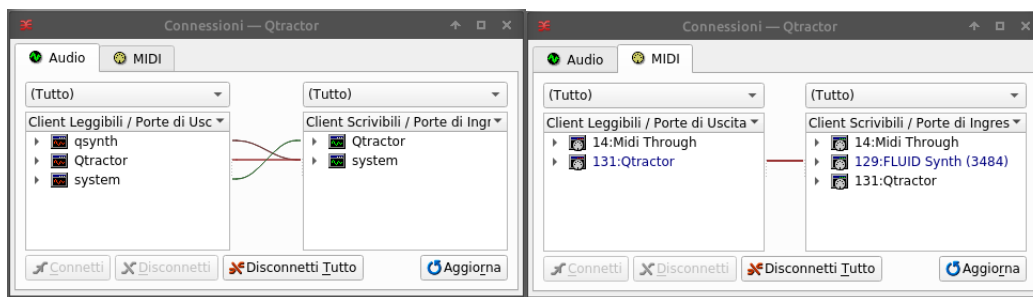 Connessioni — Qtractor
Audio MIDI
(Tutto) (Tutto)
Client Leggibili / Porte di Usc Client Scrivibili / Porte di Ingr
qsynth Qtractor
Qtractor system
system
Connetti Disconnetti Disconnetti Tutto Aggiorna
Connessioni — Qtractor
Audio MIDI
(Tutto) (Tutto)
Client Leggibili / Porte di Uscita Client Scrivibili / Porte di Ingres
14:Midi Through 14:Midi Through
131:Qtractor 129:FLUID Synth (3484)
131:Qtractor
Connetti Disconnetti Disconnetti Tutto Aggiorna